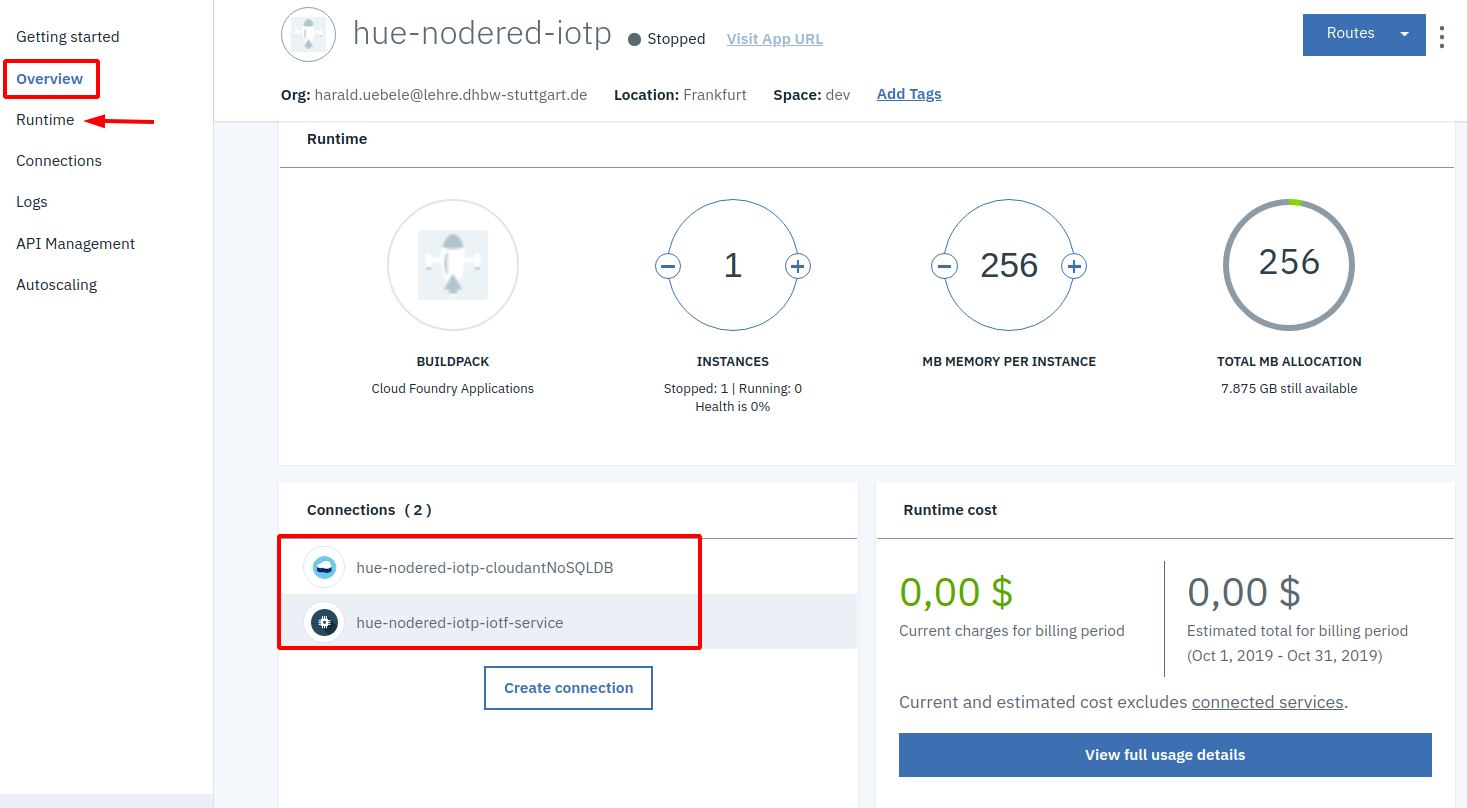 Getting started
Overview
Runtime
Connections
Logs
API Management
Autoscaling
hue-nodered-iotp Stopped Visit App URL
Routes
Org: harald.uebele@lehre.dhbw-stuttgart.de Location: Frankfurt Space: dev Add Tags
Runtime
1
256
256
BUILDPACK
Cloud Foundry Applications
INSTANCES
Stopped: 1 | Running: 0
Health is 0%
MB MEMORY PER INSTANCE
TOTAL MB ALLOCATION
7.875 GB still available
Connections ( 2 )
hue-nodered-iotp-cloudantNoSQLDB
hue-nodered-iotp-iotf-service
Create connection
Runtime cost
0,00 $
Current charges for billing period
0,00 $
Estimated total for billing period
(Oct 1, 2019 - Oct 31, 2019)
Current and estimated cost excludes connected services.
View full usage details